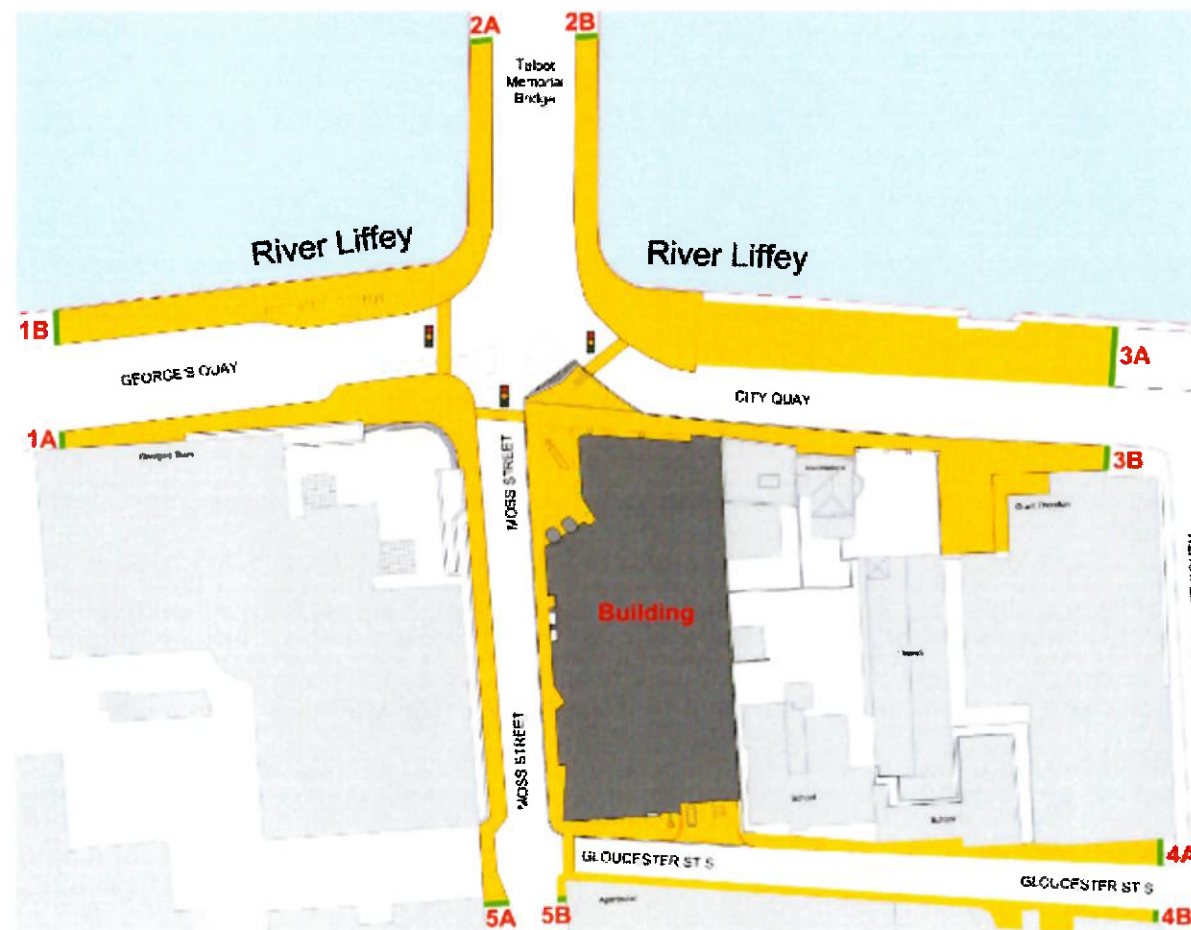 2A
2B
Talbot
Memorial
Bridge
River Liffey
River Liffey
1B
3A
GEORGE'S QUAY
CITY QUAY
1A
3B
MOSS STREET
Building
MOSS STREET
School
GLOUCESTER ST S
4A
GLOUCESTER ST S
5A
5B
4B